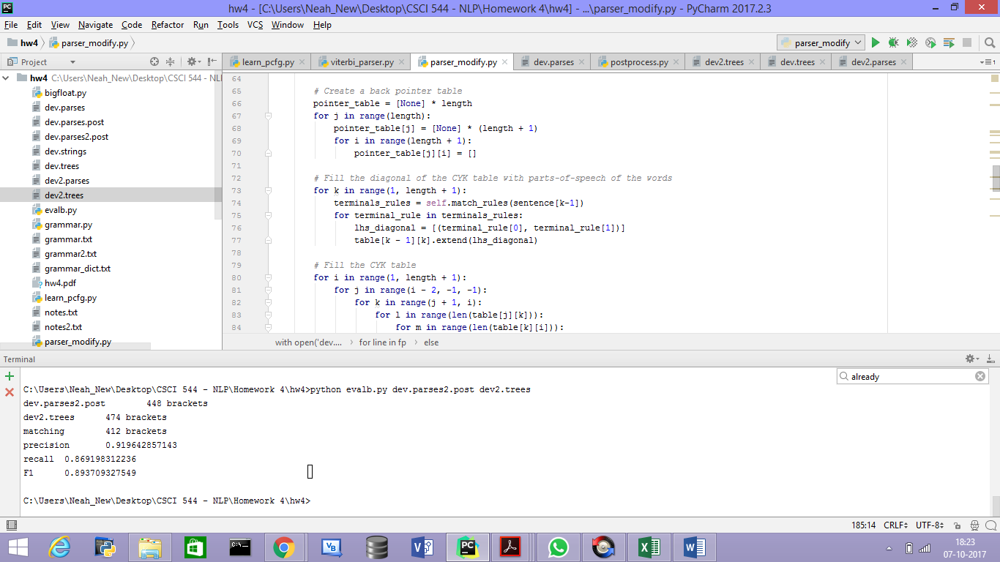 hw4 - [C:\Users\Neah_New\Desktop\CSCI 544 - NLP\Homework 4\hw4] - ...\parser_modify.py - PyCharm 2017.2.3
File Edit View Navigate Code Refactor Run Tools VCS Window Help
hw4 parser_modify.py parser_modify
Project learn_pcfg.py viterbi_parser.py parser_modify.py dev.parses postprocess.py dev2.trees dev.trees dev2.parses
hw4 C:\Users\Neah_New\Desktop\CSCI 544 - NL
bigfloat.py
dev.parses
dev.parses.post
dev.parses2.post
dev.strings
dev.trees
dev2.parses
dev2.trees
evalb.py
grammar.py
grammar.txt
grammar2.txt
grammar_dict.txt
hw4.pdf
learn_pcfg.py
notes.txt
notes2.txt
parser_modify.py
64
65 # Create a back pointer table
66 pointer_table = [None] * length
67 for j in range(length):
68 pointer_table[j] = [None] * (length + 1)
69 for i in range(length + 1):
70 pointer_table[j][i] = []
71
72 # Fill the diagonal of the CYK table with parts-of-speech of the words
73 for k in range(1, length + 1):
74 terminals_rules = self.match_rules(sentence[k-1])
75 for terminal_rule in terminals_rules:
76 lhs_diagonal = [(terminal_rule[0], terminal_rule[1])]
77 table[k - 1][k].extend(lhs_diagonal)
78
79 # Fill the CYK table
80 for i in range(1, length + 1):
81 for j in range(i - 2, -1, -1):
82 for k in range(j + 1, i):
83 for l in range(len(table[j][k])):
84 for m in range(len(table[k][i])):
with open('dev.... for line in fp else
Terminal
already
C:\Users\Neah_New\Desktop\CSCI 544 - NLP\Homework 4\hw4>python evalb.py dev.parses2.post dev2.trees
dev.parses2.post 448 brackets
dev2.trees 474 brackets
matching 412 brackets
precision 0.919642857143
recall 0.869198312236
F1 0.893709327549
C:\Users\Neah_New\Desktop\CSCI 544 - NLP\Homework 4\hw4>
185:14 CRLF UTF-8
18:23
07-10-2017